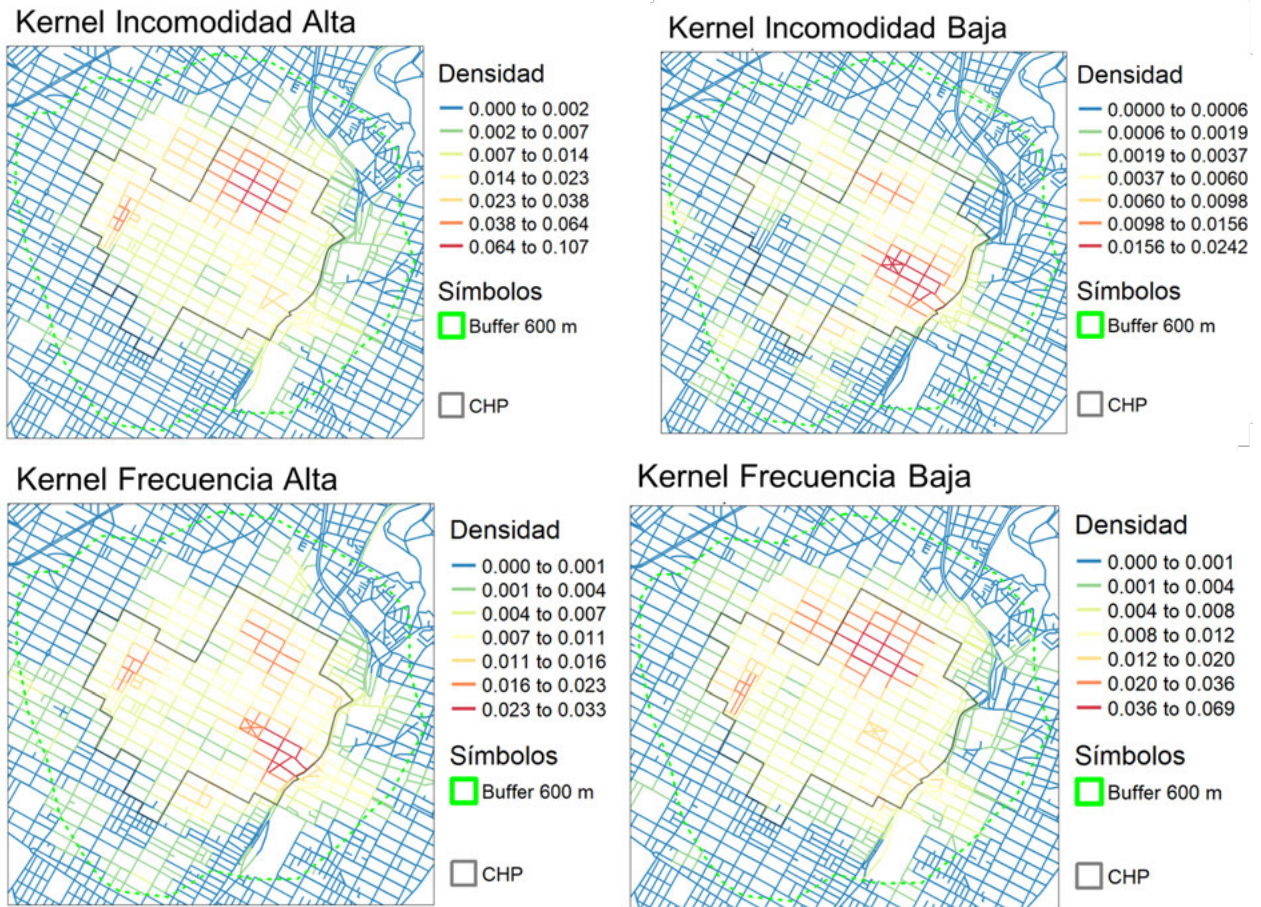 Kernel Incomodidad Alta
Densidad
0.000 to 0.002
0.002 to 0.007
0.007 to 0.014
0.014 to 0.023
0.023 to 0.038
0.038 to 0.064
0.064 to 0.107
Símbolos
Buffer 600 m
CHP
Kernel Incomodidad Baja
Densidad
0.0000 to 0.0006
0.0006 to 0.0019
0.0019 to 0.0037
0.0037 to 0.0060
0.0060 to 0.0098
0.0098 to 0.0156
0.0156 to 0.0242
Símbolos
Buffer 600 m
CHP
Kernel Frecuencia Alta
Densidad
0.000 to 0.001
0.001 to 0.004
0.004 to 0.007
0.007 to 0.011
0.011 to 0.016
0.016 to 0.023
0.023 to 0.033
Símbolos
Buffer 600 m
CHP
Kernel Frecuencia Baja
Densidad
0.000 to 0.001
0.001 to 0.004
0.004 to 0.008
0.008 to 0.012
0.012 to 0.020
0.020 to 0.036
0.036 to 0.069
Símbolos
Buffer 600 m
CHP